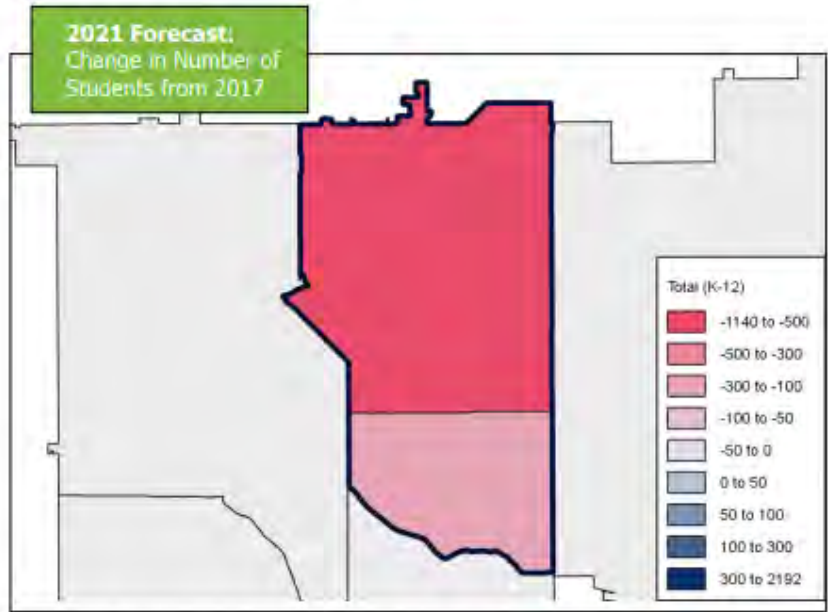 2021 Forecast:
Change in Number of
Students from 2017
Total (K-12)
-1140 to -500
-500 to -300
-300 to -100
-100 to -50
-50 to 0
0 to 50
50 to 100
100 to 300
300 to 2192